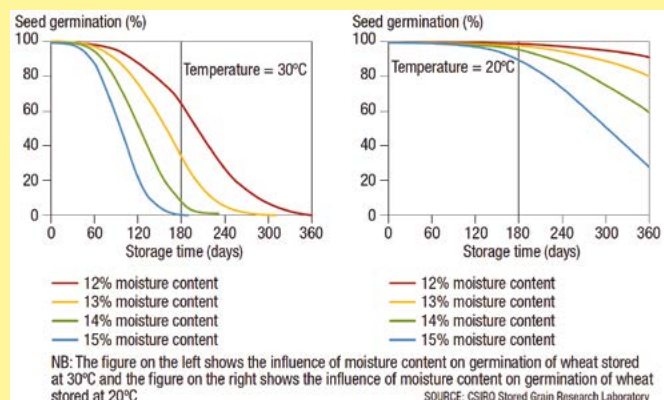 Seed germination (%)
100
80
60
40
20
0
Temperature = 30ºC
0 60 120 180 240 300 360
Storage time (days)
12% moisture content
13% moisture content
14% moisture content
15% moisture content
Seed germination (%)
100
80
60
40
20
0
Temperature = 20ºC
0 60 120 180 240 300 360
Storage time (days)
12% moisture content
13% moisture content
14% moisture content
15% moisture content
NB: The figure on the left shows the influence of moisture content on germination of wheat stored
at 30ºC and the figure on the right shows the influence of moisture content on germination of wheat
stored at 20ºC
SOURCE: CSIRO Stored Grain Research Laboratory